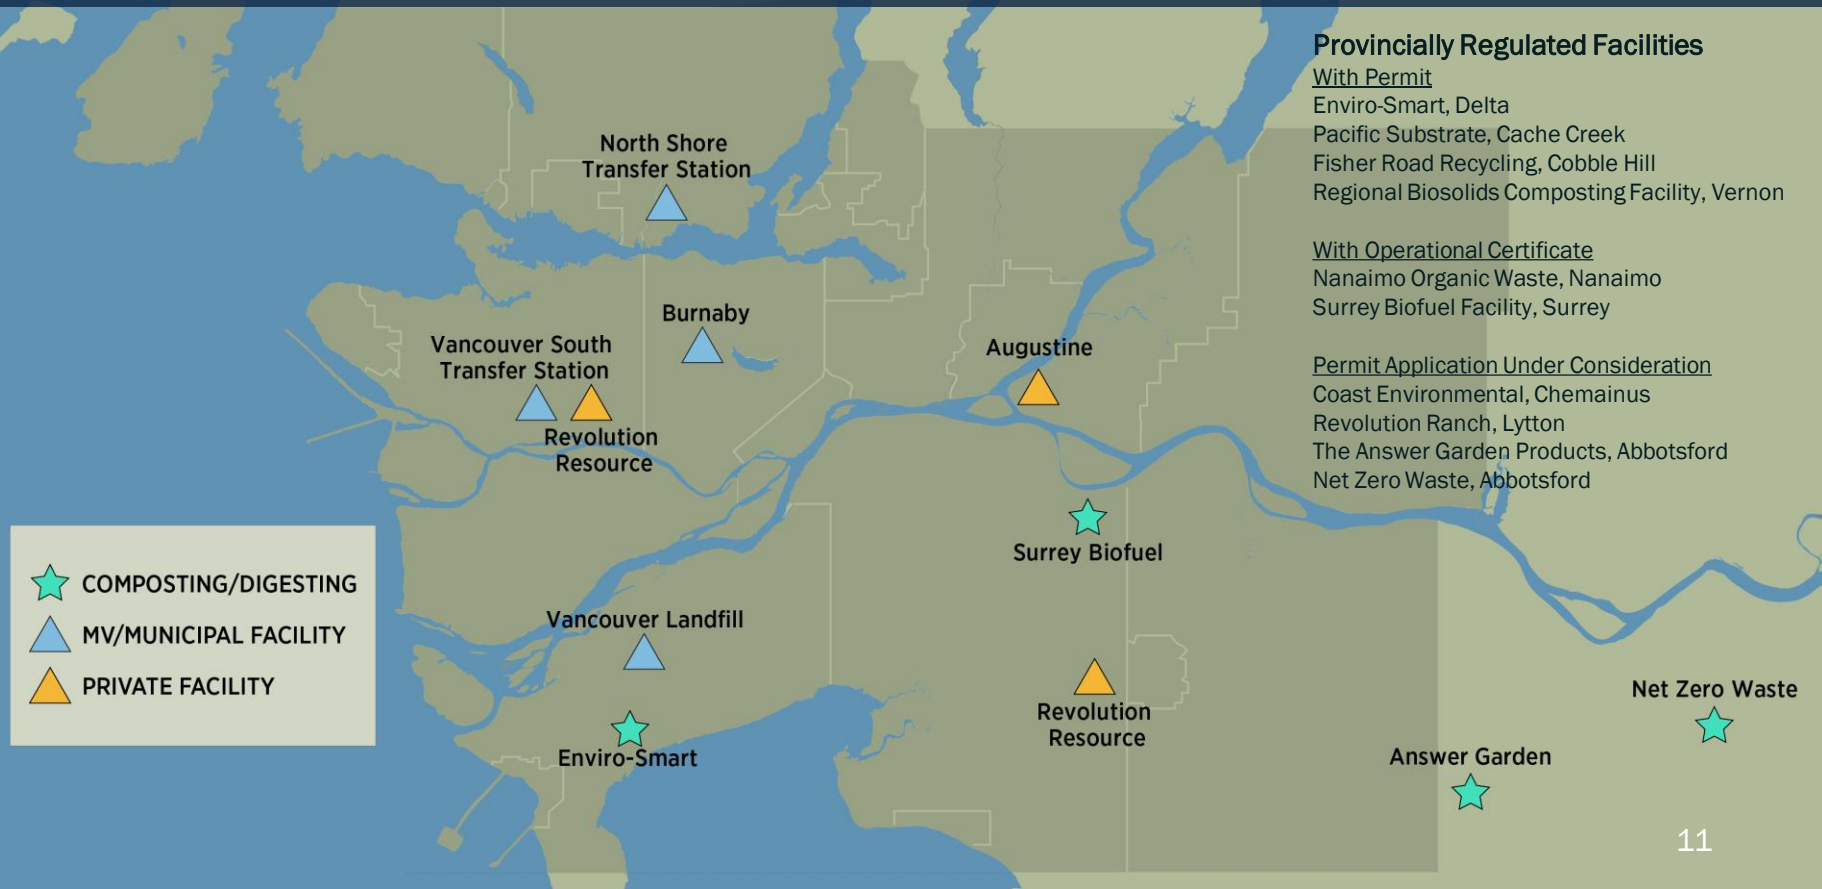 Provincially Regulated Facilities
With Permit
Enviro-Smart, Delta
Pacific Substrate, Cache Creek
Fisher Road Recycling, Cobble Hill
Regional Biosolids Composting Facility, Vernon
With Operational Certificate
Nanaimo Organic Waste, Nanaimo
Surrey Biofuel Facility, Surrey
Permit Application Under Consideration
Coast Environmental, Chemainus
Revolution Ranch, Lytton
The Answer Garden Products, Abbotsford
Net Zero Waste, Abbotsford
North Shore
Transfer Station
Burnaby
Vancouver South
Transfer Station
Revolution
Resource
Augustine
Surrey Biofuel
Vancouver Landfill
Enviro-Smart
Revolution
Resource
Net Zero Waste
Answer Garden
COMPOSTING/DIGESTING
MV/MUNICIPAL FACILITY
PRIVATE FACILITY
11